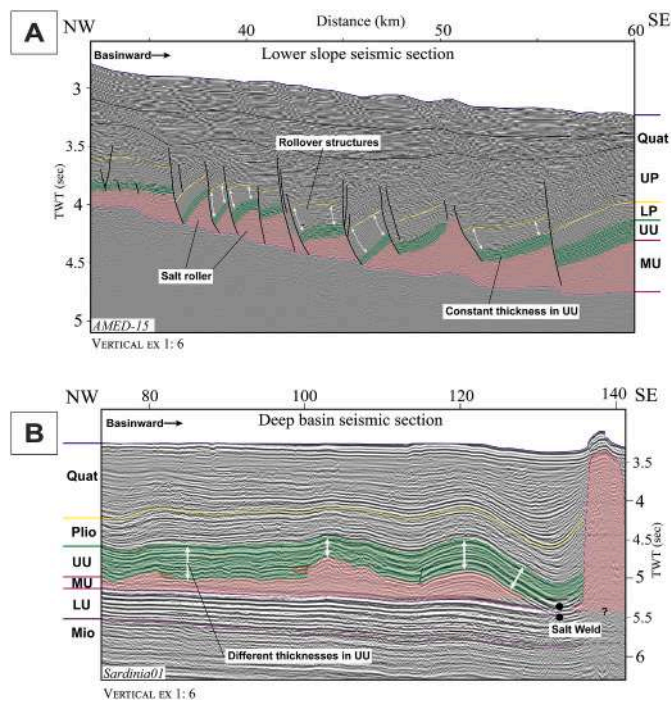 A
NW
Distance (km)
SE
40
50
60
Basinward
Lower slope seismic section
3
3.5
4
4.5
5
TWT (sec)
Rollover structures
Salt roller
Constant thickness in UU
Quat
UP
LP
UU
MU
AMED-15
VERTICAL EX 1: 6
B
NW
80
100
120
140
SE
Basinward
Deep basin seismic section
Quat
Plio
UU
MU
LU
Mio
3.5
4
4.5
5
5.5
6
TWT (sec)
Salt Weld
?
Different thicknesses in UU
Sardinia01
VERTICAL EX 1: 6